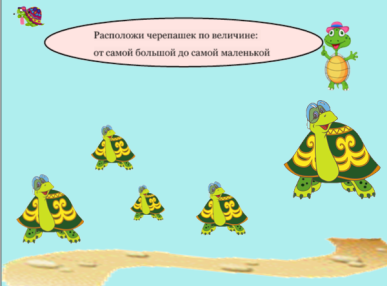 Расположи черепашек по величине:
от самой большой до самой маленькой